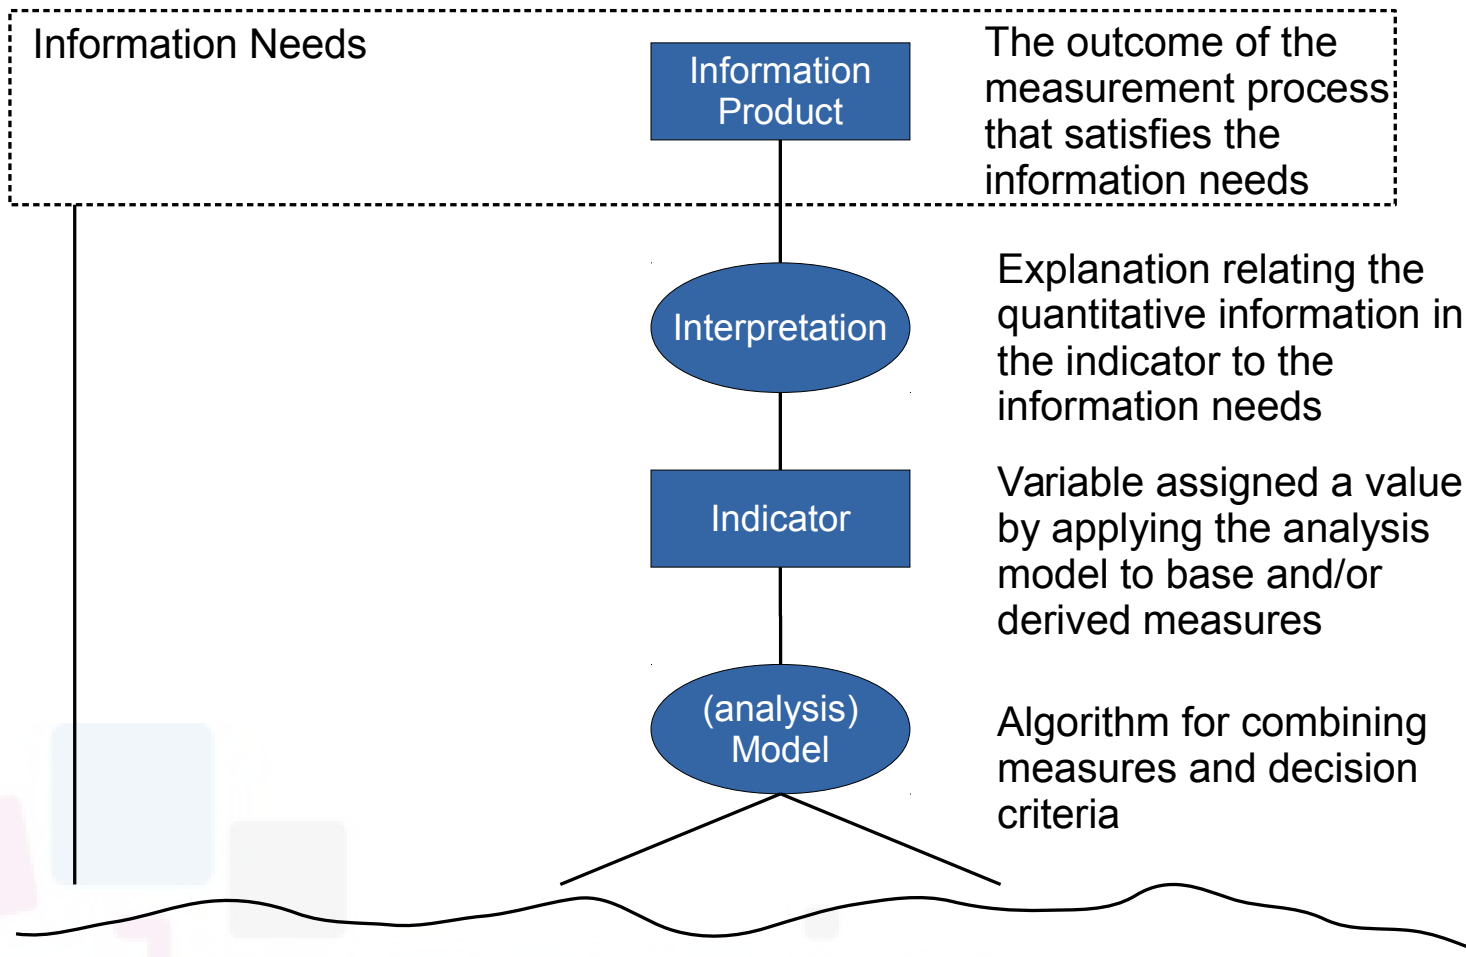 Information Needs
Information
Product
The outcome of the
measurement process
that satisfies the
information needs
Interpretation
Explanation relating the
quantitative information in
the indicator to the
information needs
Indicator
Variable assigned a value
by applying the analysis
model to base and/or
derived measures
(analysis)
Model
Algorithm for combining
measures and decision
criteria